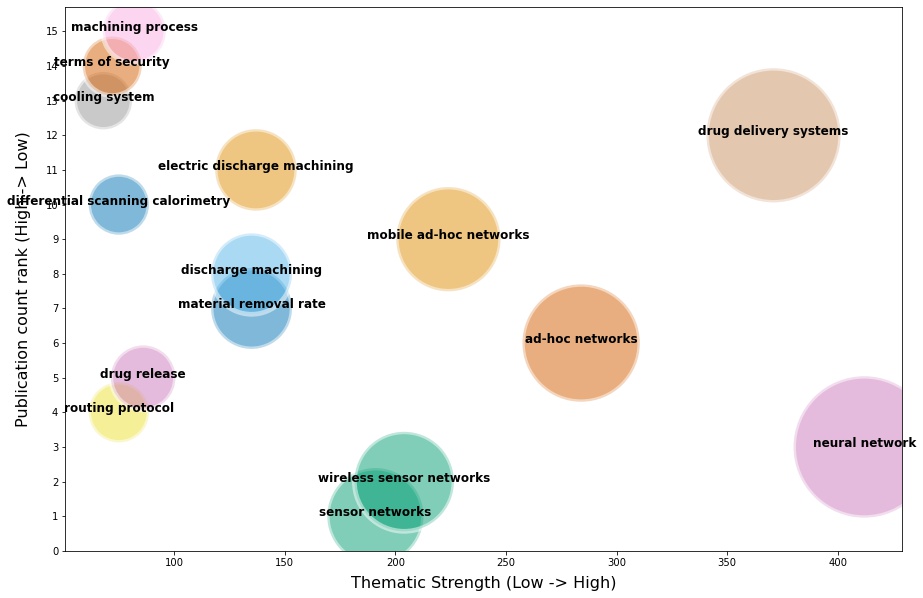 15
machining process
14
terms of security
13
cooling system
12
drug delivery systems
11
electric discharge machining
10
differential scanning calorimetry
9
mobile ad-hoc networks
8
discharge machining
7
material removal rate
6
ad-hoc networks
5
drug release
4
routing protocol
3
neural network
2
wireless sensor networks
1
sensor networks
0
Publication count rank (High -> Low)
100 150 200 250 300 350 400
Thematic Strength (Low -> High)